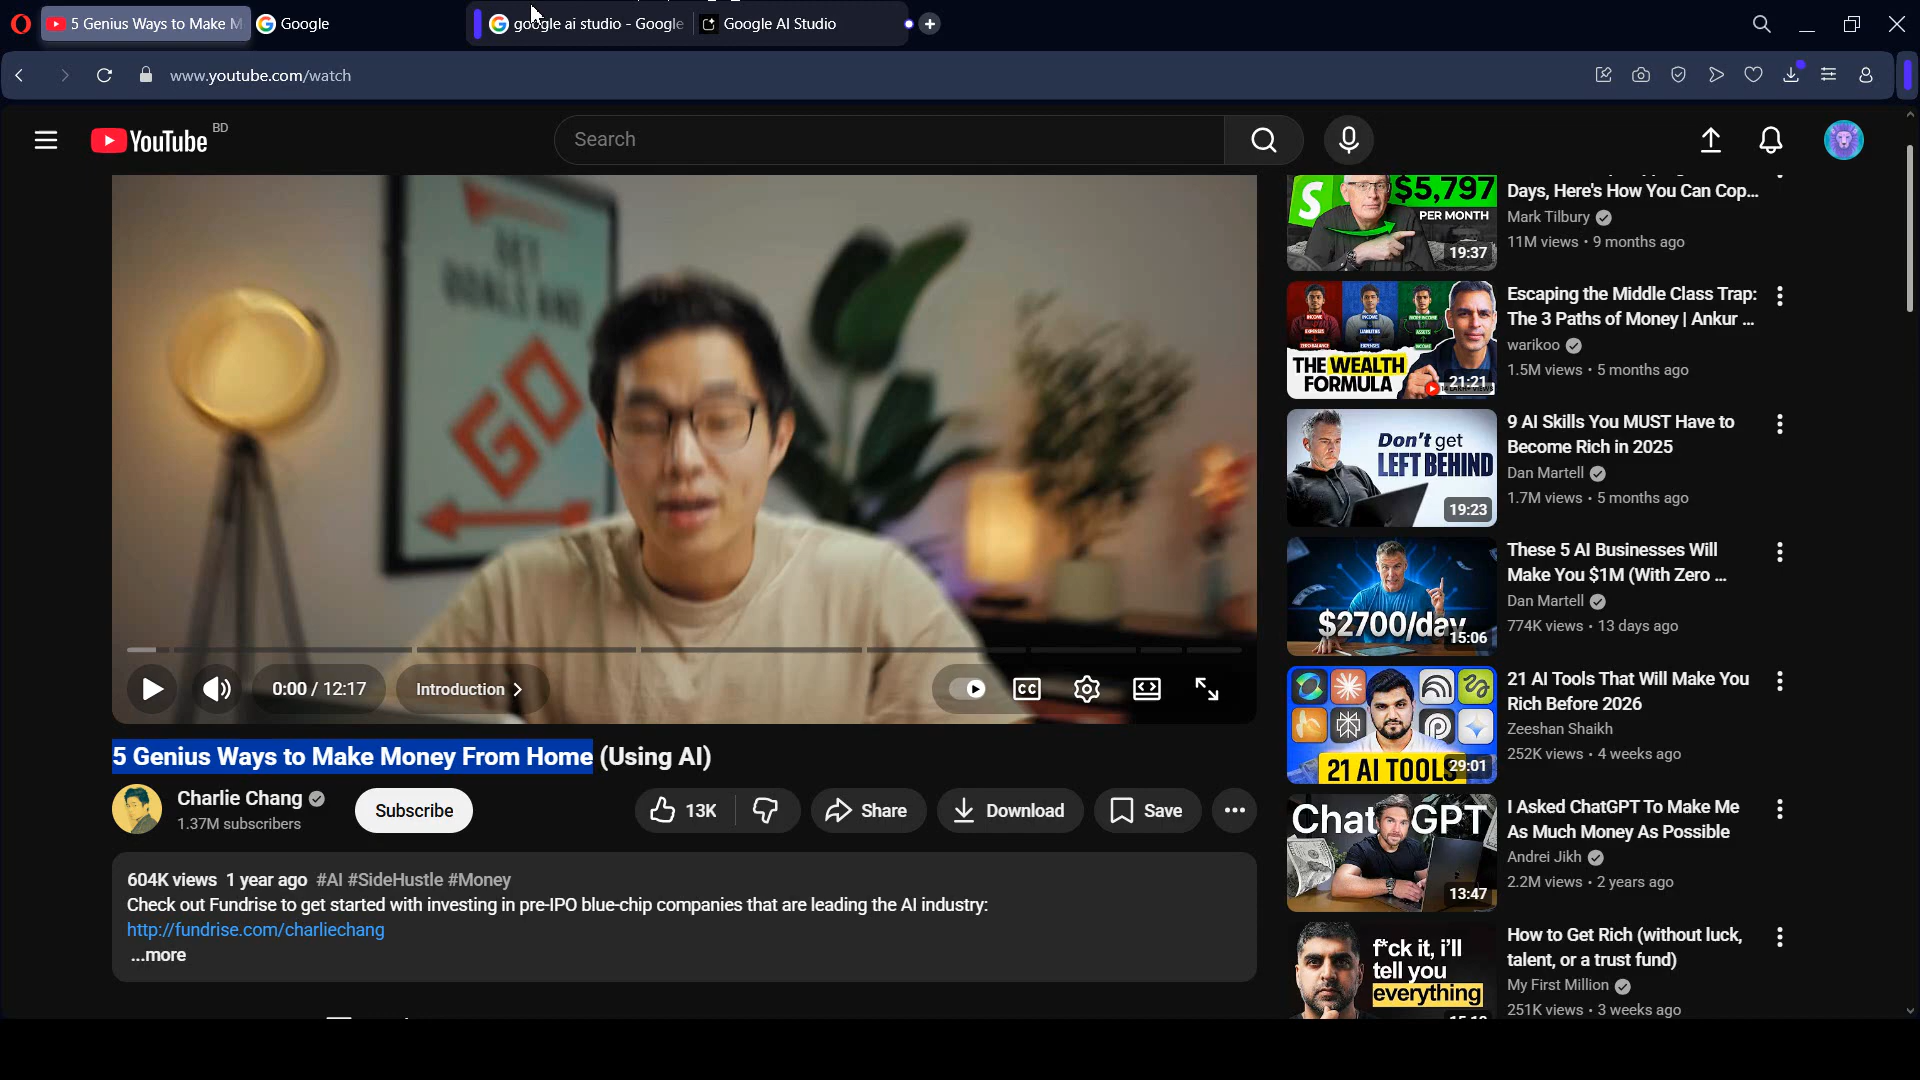 5 Genius Ways to Make M
Google
google ai studio - Google
Google AI Studio
www.youtube.com/watch
YouTube BD
Search
GET
GOALS AND
GO
0:00 / 12:17
Introduction
CC
5 Genius Ways to Make Money From Home (Using AI)
Charlie Chang
1.37M subscribers
Subscribe
13K
Share
Download
Save
604K views 1 year ago #AI #SideHustle #Money
Check out Fundrise to get started with investing in pre-IPO blue-chip companies that are leading the AI industry:
http://fundrise.com/charliechang
...more
$5,797
PER MONTH
19:37
Days, Here's How You Can Cop...
Mark Tilbury
11M views • 9 months ago
THE WEALTH
FORMULA
21:21
Escaping the Middle Class Trap:
The 3 Paths of Money | Ankur ...
warikoo
1.5M views • 5 months ago
Don't get
LEFT BEHIND
19:23
9 AI Skills You MUST Have to
Become Rich in 2025
Dan Martell
1.7M views • 5 months ago
$2700/day
15:06
These 5 AI Businesses Will
Make You $1M (With Zero ...
Dan Martell
774K views • 13 days ago
21 AI TOOLS
29:01
21 AI Tools That Will Make You
Rich Before 2026
Zeeshan Shaikh
252K views • 4 weeks ago
ChatGPT
13:47
I Asked ChatGPT To Make Me
As Much Money As Possible
Andrei Jikh
2.2M views • 2 years ago
f*ck it, i'll
tell you
everything
How to Get Rich (without luck,
talent, or a trust fund)
My First Million
251K views • 3 weeks ago